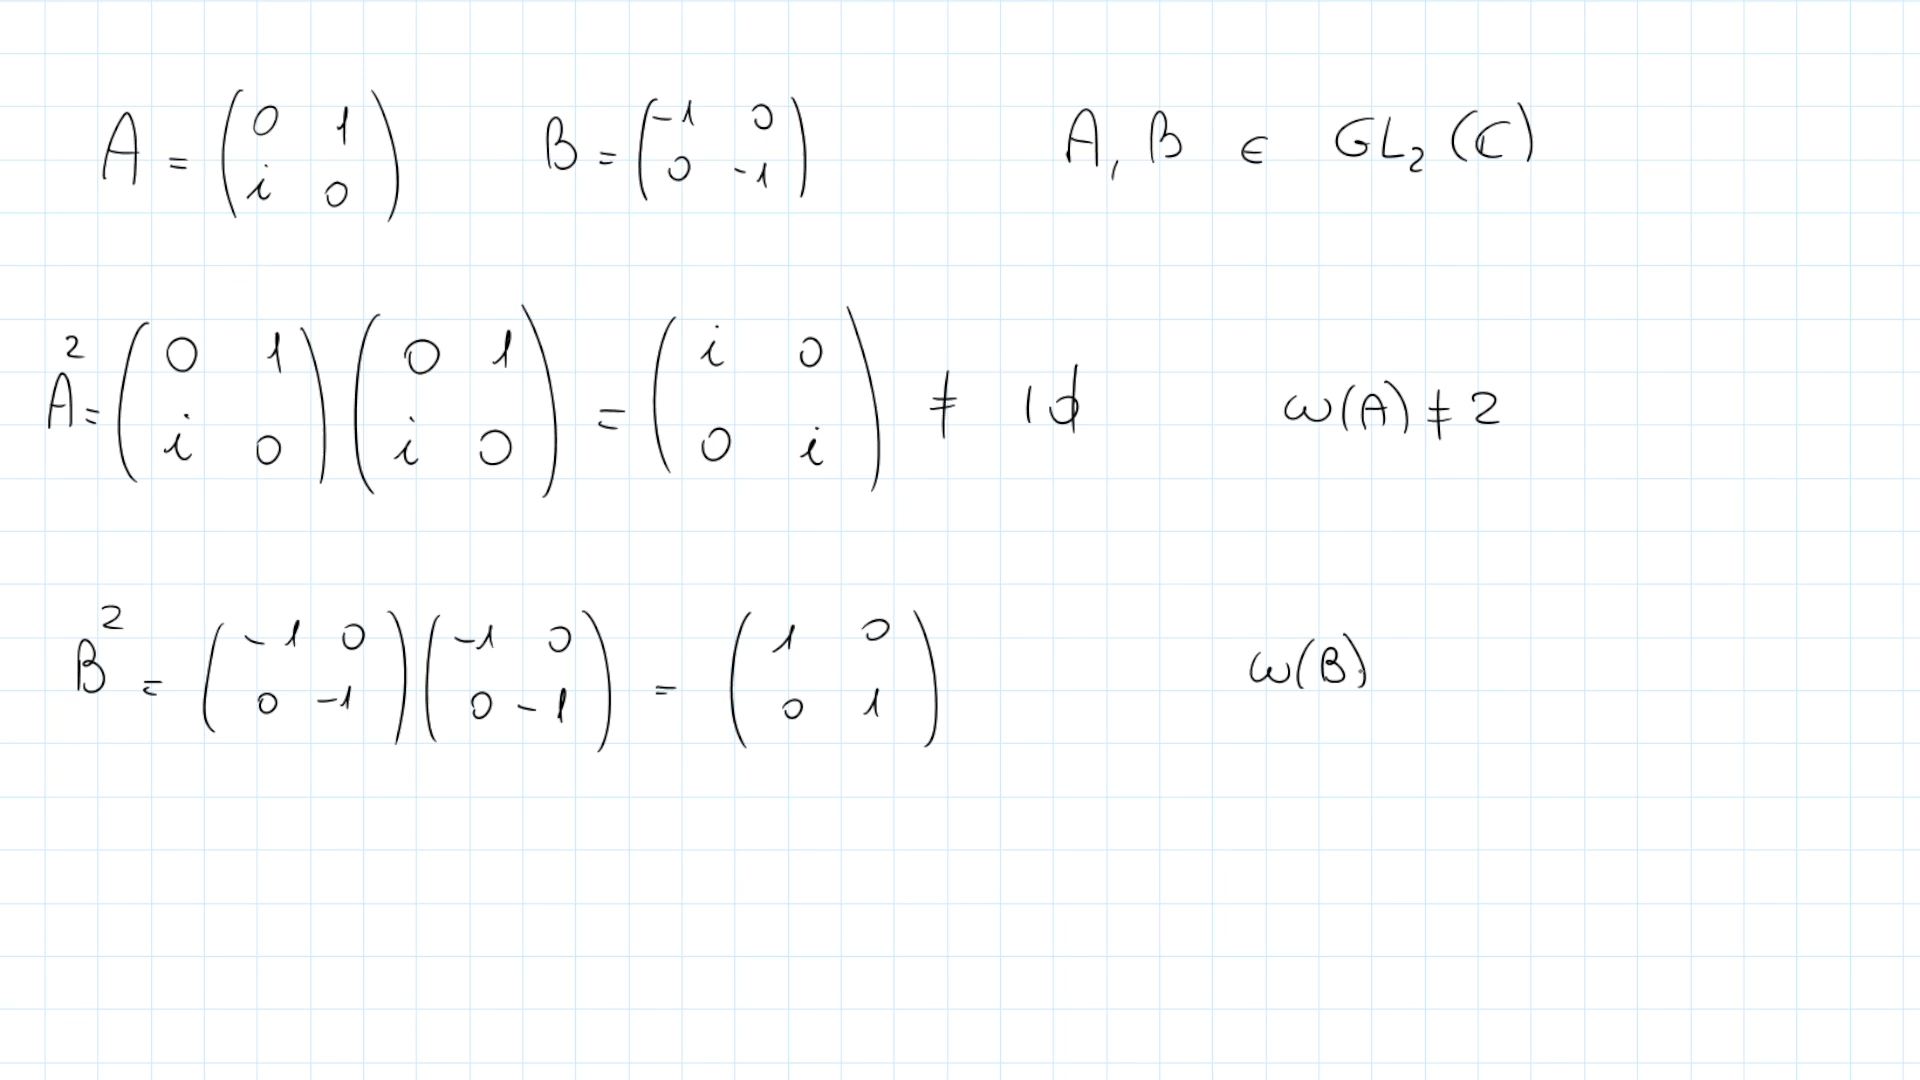 A = ( 0 1 ; i 0 ) B = ( -1 0 ; 0 -1 ) A, B ∈ GL₂(ℂ)
A² = ( 0 1 ; i 0 ) ( 0 1 ; i 0 ) = ( i 0 ; 0 i ) ≠ 1d ω(A) ≠ 2
B² = ( -1 0 ; 0 -1 ) ( -1 0 ; 0 -1 ) = ( 1 0 ; 0 1 ) ω(B)